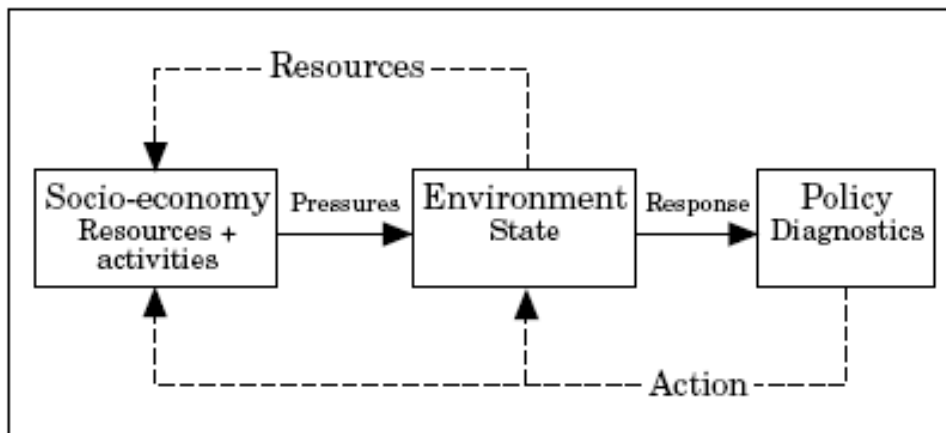 Resources
Socio-economy
Resources +
activities
Pressures
Environment
State
Response
Policy
Diagnostics
Action